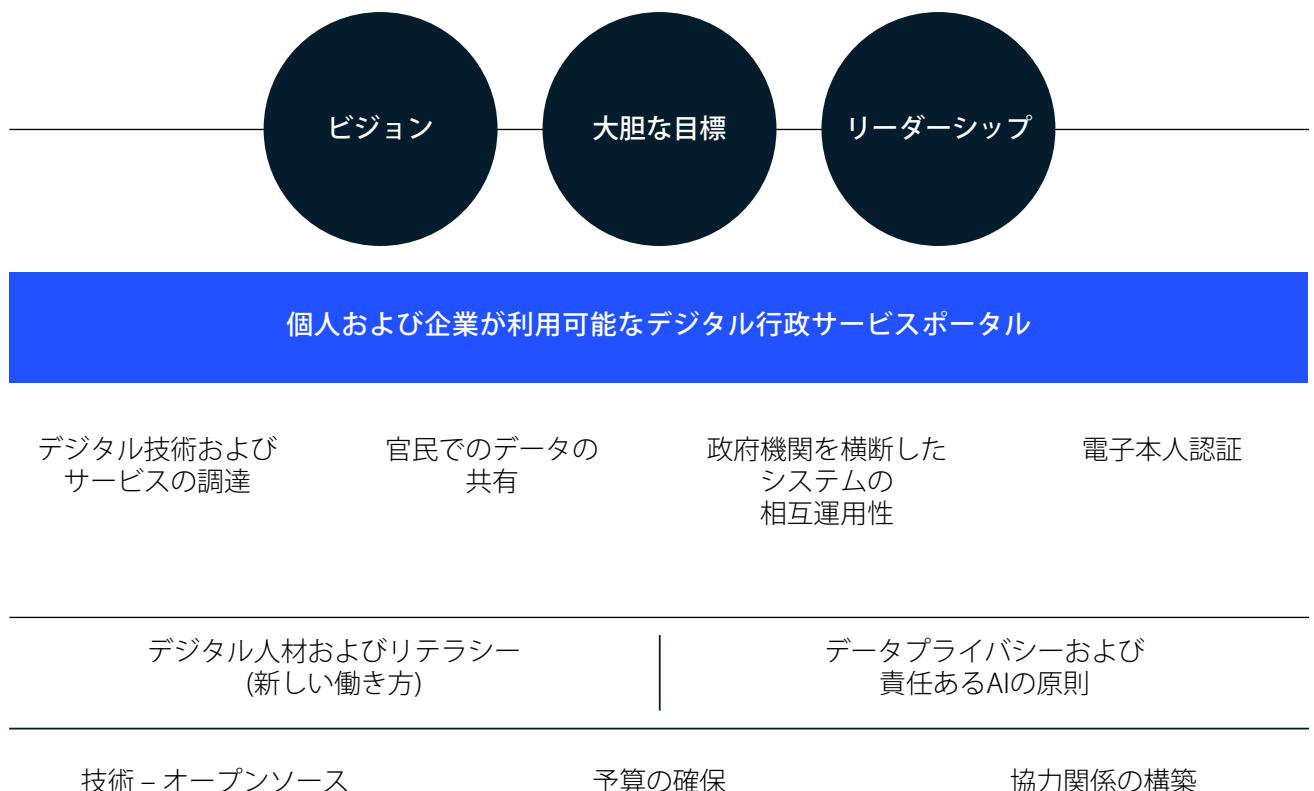 ビジョン
大胆な目標
リーダーシップ
個人および企業が利用可能なデジタル行政サービスポータル
デジタル技術および
サービスの調達
官民でのデータの
共有
政府機関を横断した
システムの
相互運用性
電子本人認証
デジタル人材およびリテラシー
(新しい働き方)
データプライバシーおよび
責任あるAIの原則
技術 – オープンソース
予算の確保
協力関係の構築